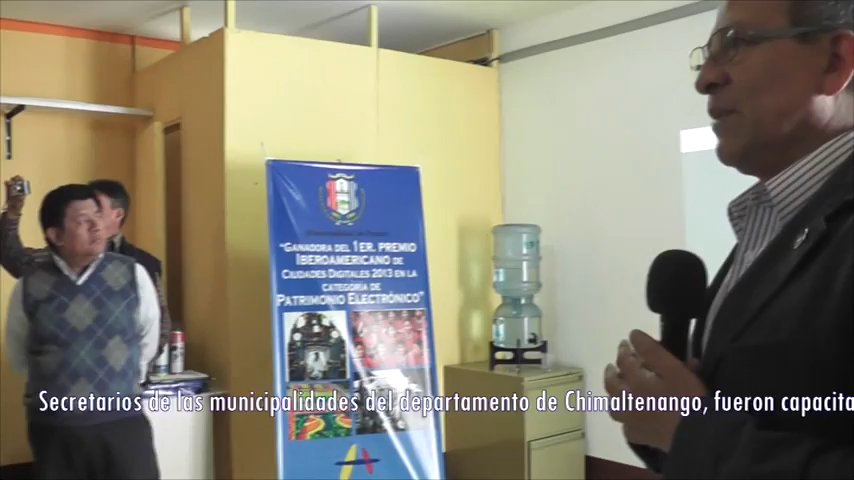 "GANADORA DEL 1ER. PREMIO
IBEROAMERICANO DE
CIUDADES DIGITALES 2013 EN LA
CATEGORÍA DE
PATRIMONIO ELECTRÓNICO"
Secretarios de las municipalidades del departamento de Chimaltenango, fueron capacita